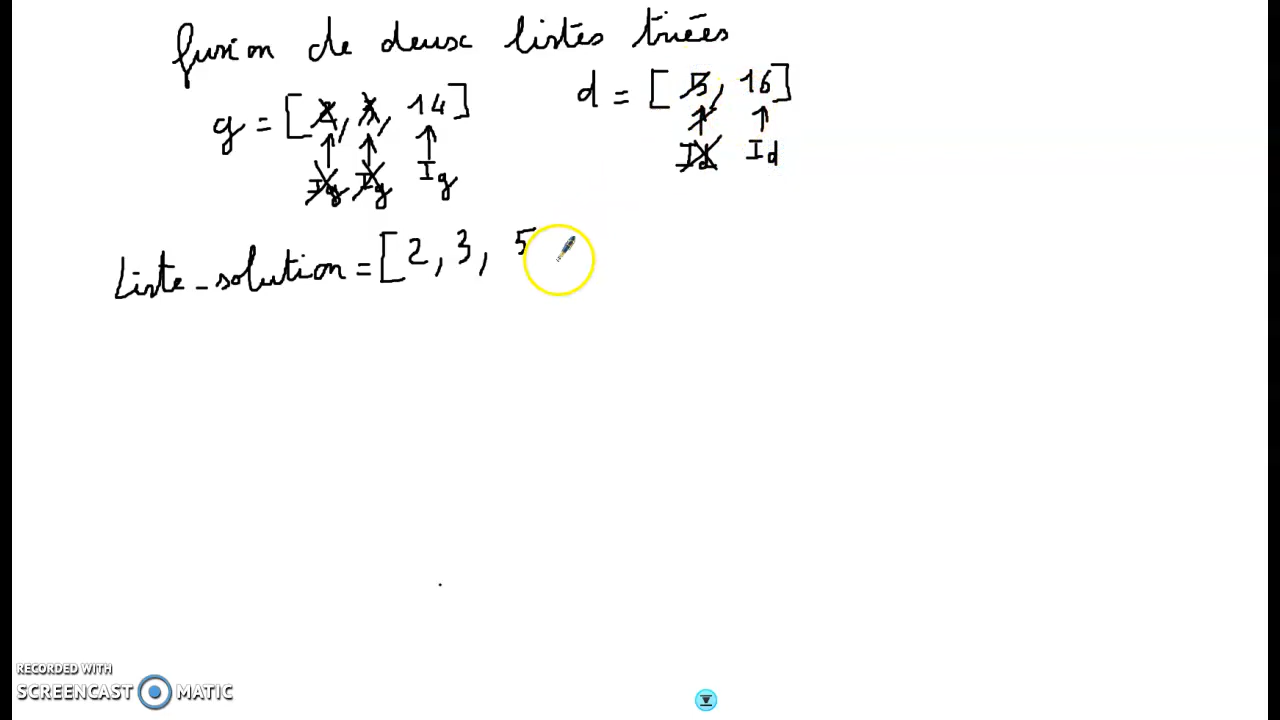 fusion de deux listes triées
g = [2, 3, 14]
d = [5, 16]
Ig Ig Ig
Id Id
Liste_solution = [2, 3, 5
RECORDED WITH
SCREENCAST MATIC